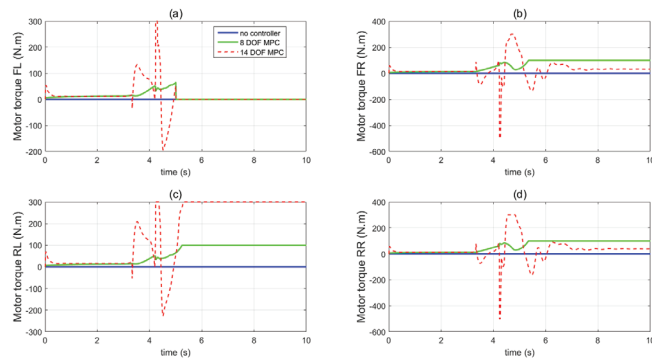 (a)
Motor torque FL (N.m)
300
200
100
0
-100
-200
no controller
8 DOF MPC
14 DOF MPC
0 2 4 6 8 10
time (s)
(b)
Motor torque FR (N.m)
400
200
0
-200
-400
-600
0 2 4 6 8 10
time (s)
(c)
Motor torque RL (N.m)
300
200
100
0
-100
-200
300
0 2 4 6 8 10
time (s)
(d)
Motor torque RR (N.m)
400
200
0
-200
-400
-600
0 2 4 6 8 10
time (s)